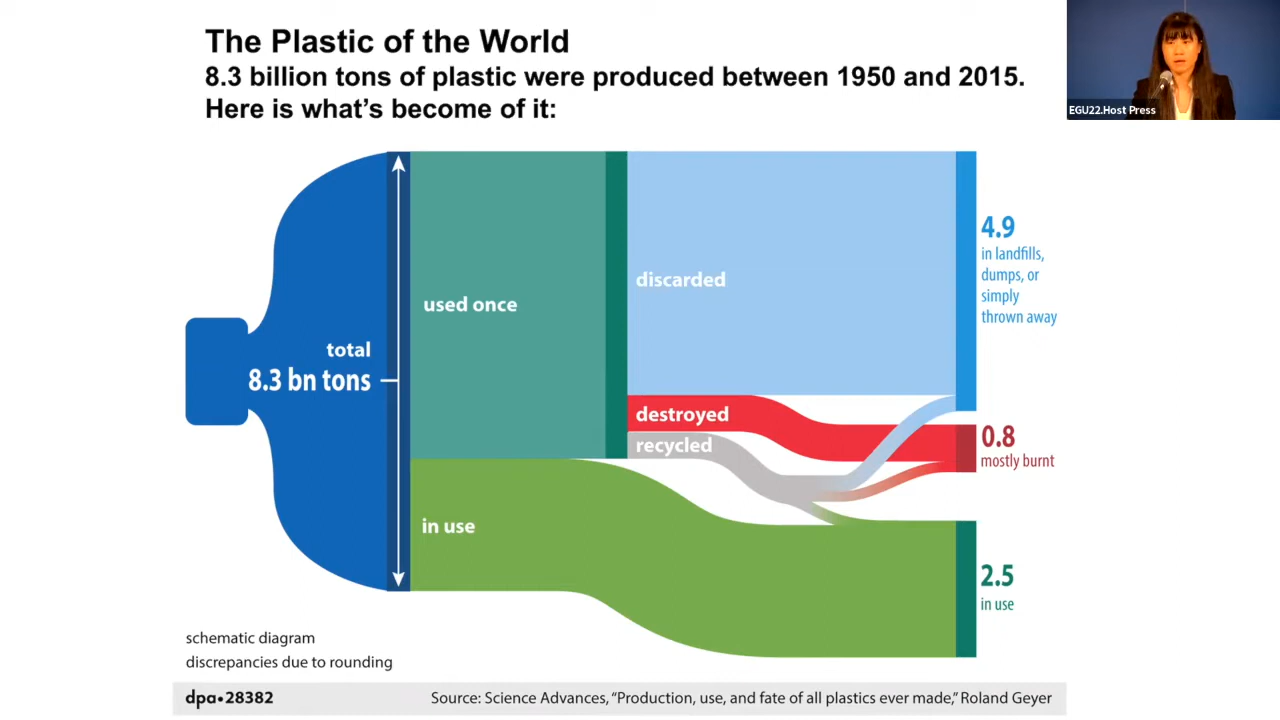 The Plastic of the World
8.3 billion tons of plastic were produced between 1950 and 2015.
Here is what's become of it:
EGU22.Host Press
used once
discarded
4.9
in landfills,
dumps, or
simply
thrown away
total
8.3 bn tons
destroyed
recycled
0.8
mostly burnt
in use
2.5
in use
schematic diagram
discrepancies due to rounding
dpa•28382
Source: Science Advances, “Production, use, and fate of all plastics ever made,” Roland Geyer